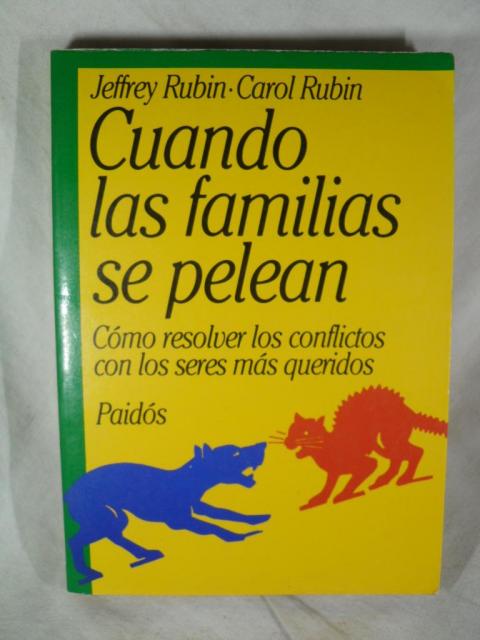 Jeffrey Rubin · Carol Rubin
Cuando
las familias
se pelean
Cómo resolver los conflictos
con los seres más queridos
Paidós